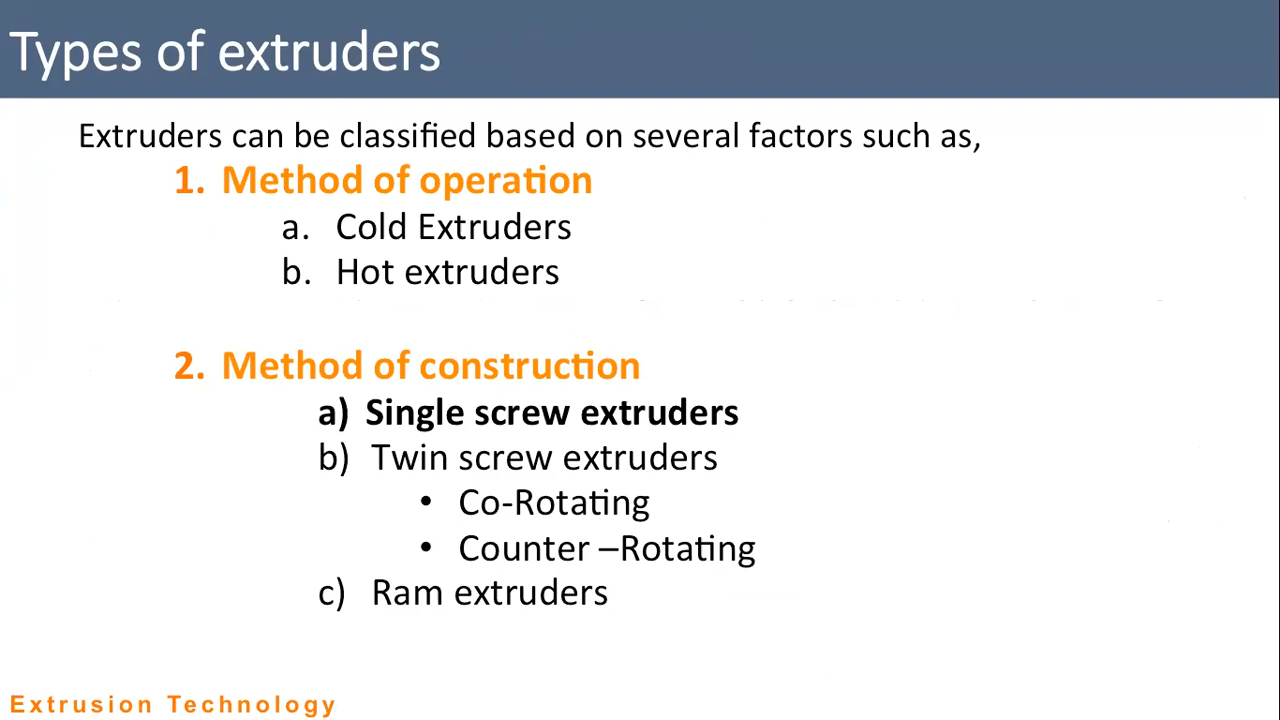 Types of extruders
Extruders can be classified based on several factors such as,
1. Method of operation
a. Cold Extruders
b. Hot extruders
2. Method of construction
a) Single screw extruders
b) Twin screw extruders
• Co-Rotating
• Counter –Rotating
c) Ram extruders
Extrusion Technology